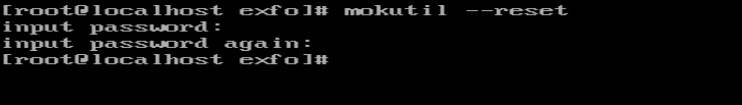 [root@localhost exfo]# mokutil --reset
input password:
input password again:
[root@localhost exfo]#